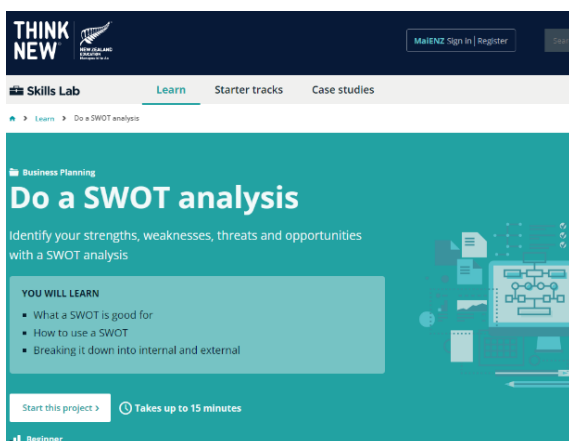 THINK
NEW
NEW ZEALAND
EDUCATION
MaiENZ Sign in | Register
Sear
Skills Lab
Learn
Starter tracks
Case studies
Learn > Do a SWOT analysis
Business Planning
Do a SWOT analysis
Identify your strengths, weaknesses, threats and opportunities
with a SWOT analysis
YOU WILL LEARN
▪ What a SWOT is good for
▪ How to use a SWOT
▪ Breaking it down into internal and external
Start this project >
Takes up to 15 minutes
Beginner